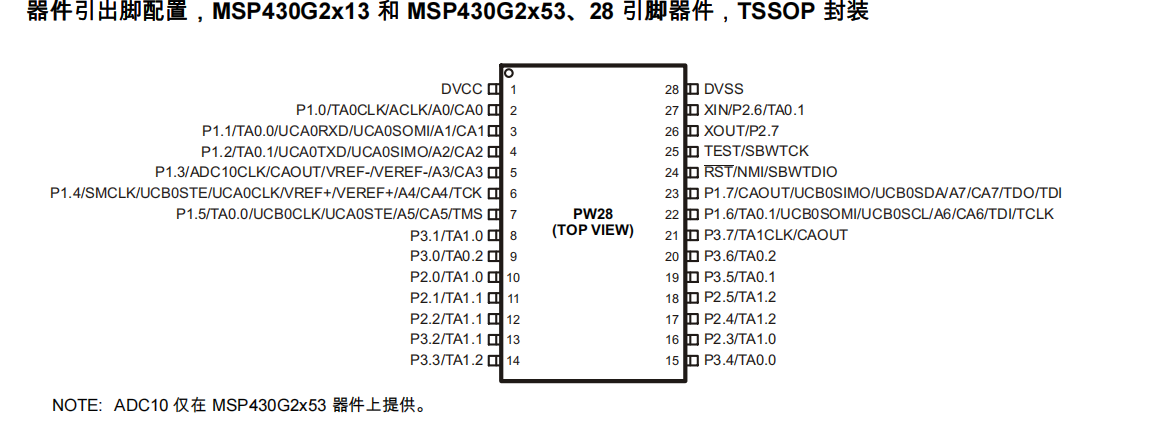 器件引出脚配置，MSP430G2x13 和 MSP430G2x53、28 引脚器件，TSSOP 封装
DVCC 1 28 DVSS
P1.0/TA0CLK/ACLK/A0/CA0 2 27 XIN/P2.6/TA0.1
P1.1/TA0.0/UCA0RXD/UCA0SOMI/A1/CA1 3 26 XOUT/P2.7
P1.2/TA0.1/UCA0TXD/UCA0SIMO/A2/CA2 4 25 TEST/SBWTCK
P1.3/ADC10CLK/CAOUT/VREF-/VEREF-/A3/CA3 5 24 RST/NMI/SBWTDIO
P1.4/SMCLK/UCB0STE/UCA0CLK/VREF+/VEREF+/A4/CA4/TCK 6 23 P1.7/CAOUT/UCB0SIMO/UCB0SDA/A7/CA7/TDO/TDI
P1.5/TA0.0/UCB0CLK/UCA0STE/A5/CA5/TMS 7 22 P1.6/TA0.1/UCB0SOMI/UCB0SCL/A6/CA6/TDI/TCLK
PW28
(TOP VIEW)
P3.1/TA1.0 8 21 P3.7/TA1CLK/CAOUT
P3.0/TA0.2 9 20 P3.6/TA0.2
P2.0/TA1.0 10 19 P3.5/TA0.1
P2.1/TA1.1 11 18 P2.5/TA1.2
P2.2/TA1.1 12 17 P2.4/TA1.2
P3.2/TA1.1 13 16 P2.3/TA1.0
P3.3/TA1.2 14 15 P3.4/TA0.0
NOTE: ADC10 仅在 MSP430G2x53 器件上提供。